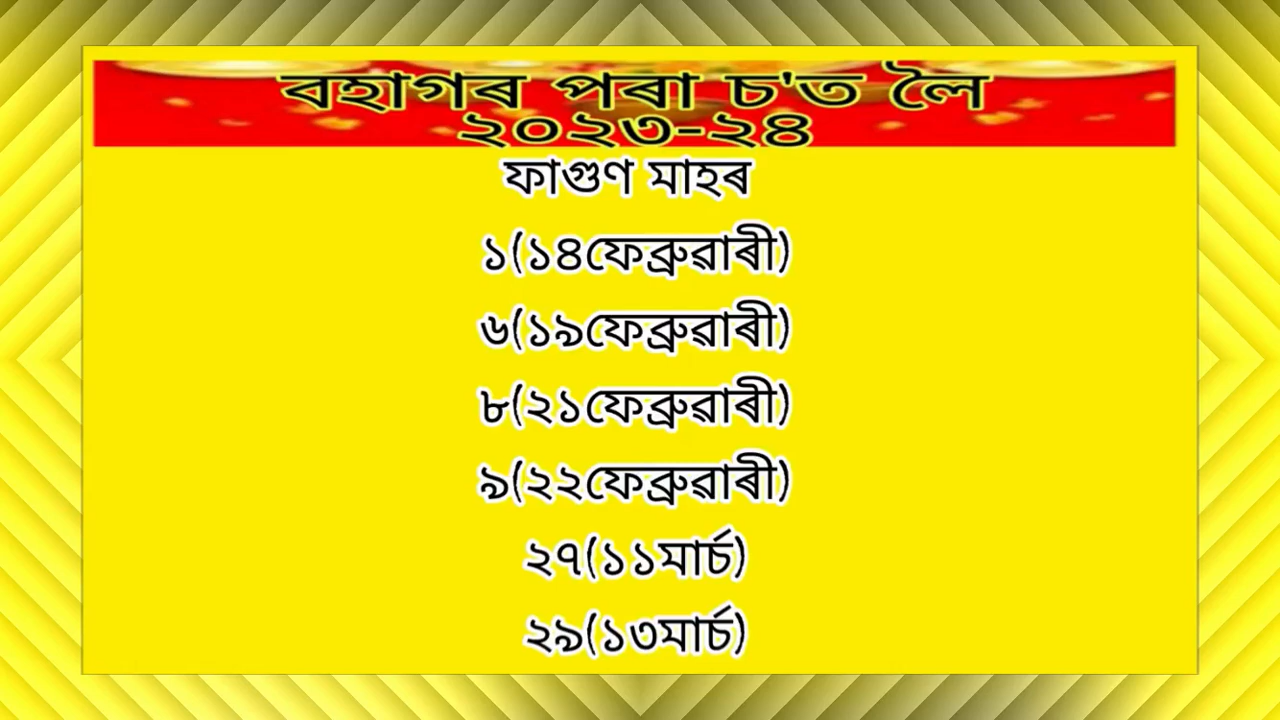 বহাগৰ পৰা চ'ত লৈ
২০২৩-২৪
ফাগুণ মাহৰ
১(১৪ফেব্ৰুৱাৰী)
৬(১৯ফেব্ৰুৱাৰী)
৮(২১ফেব্ৰুৱাৰী)
৯(২২ফেব্ৰুৱাৰী)
২৭(১১মাৰ্চ)
২৯(১৩মাৰ্চ)